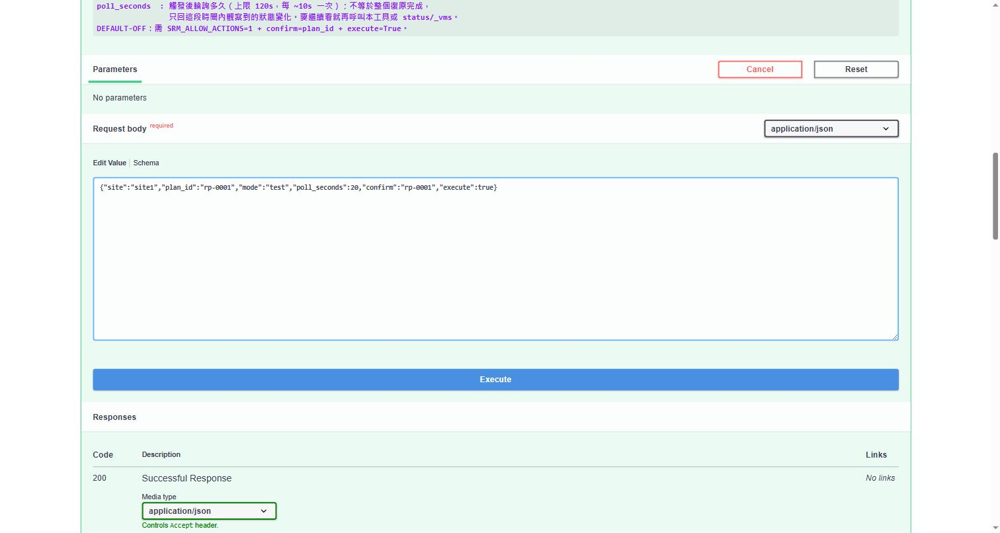 poll_seconds : 觸發後輪詢多久(上限 120s，每 ~10s 一次)；不等於整個復原完成，
只回這段時間內觀察到的狀態變化。要繼續看就再呼叫本工具或 status/_vms。
DEFAULT-OFF：需 SRM_ALLOW_ACTIONS=1 + confirm=plan_id + execute=True。
Parameters
Cancel
Reset
No parameters
Request body required
application/json
Edit Value | Schema
{"site":"site1","plan_id":"rp-0001","mode":"test","poll_seconds":20,"confirm":"rp-0001","execute":true}
Execute
Responses
Code Description Links
200 Successful Response No links
Media type
application/json
Controls Accept header.